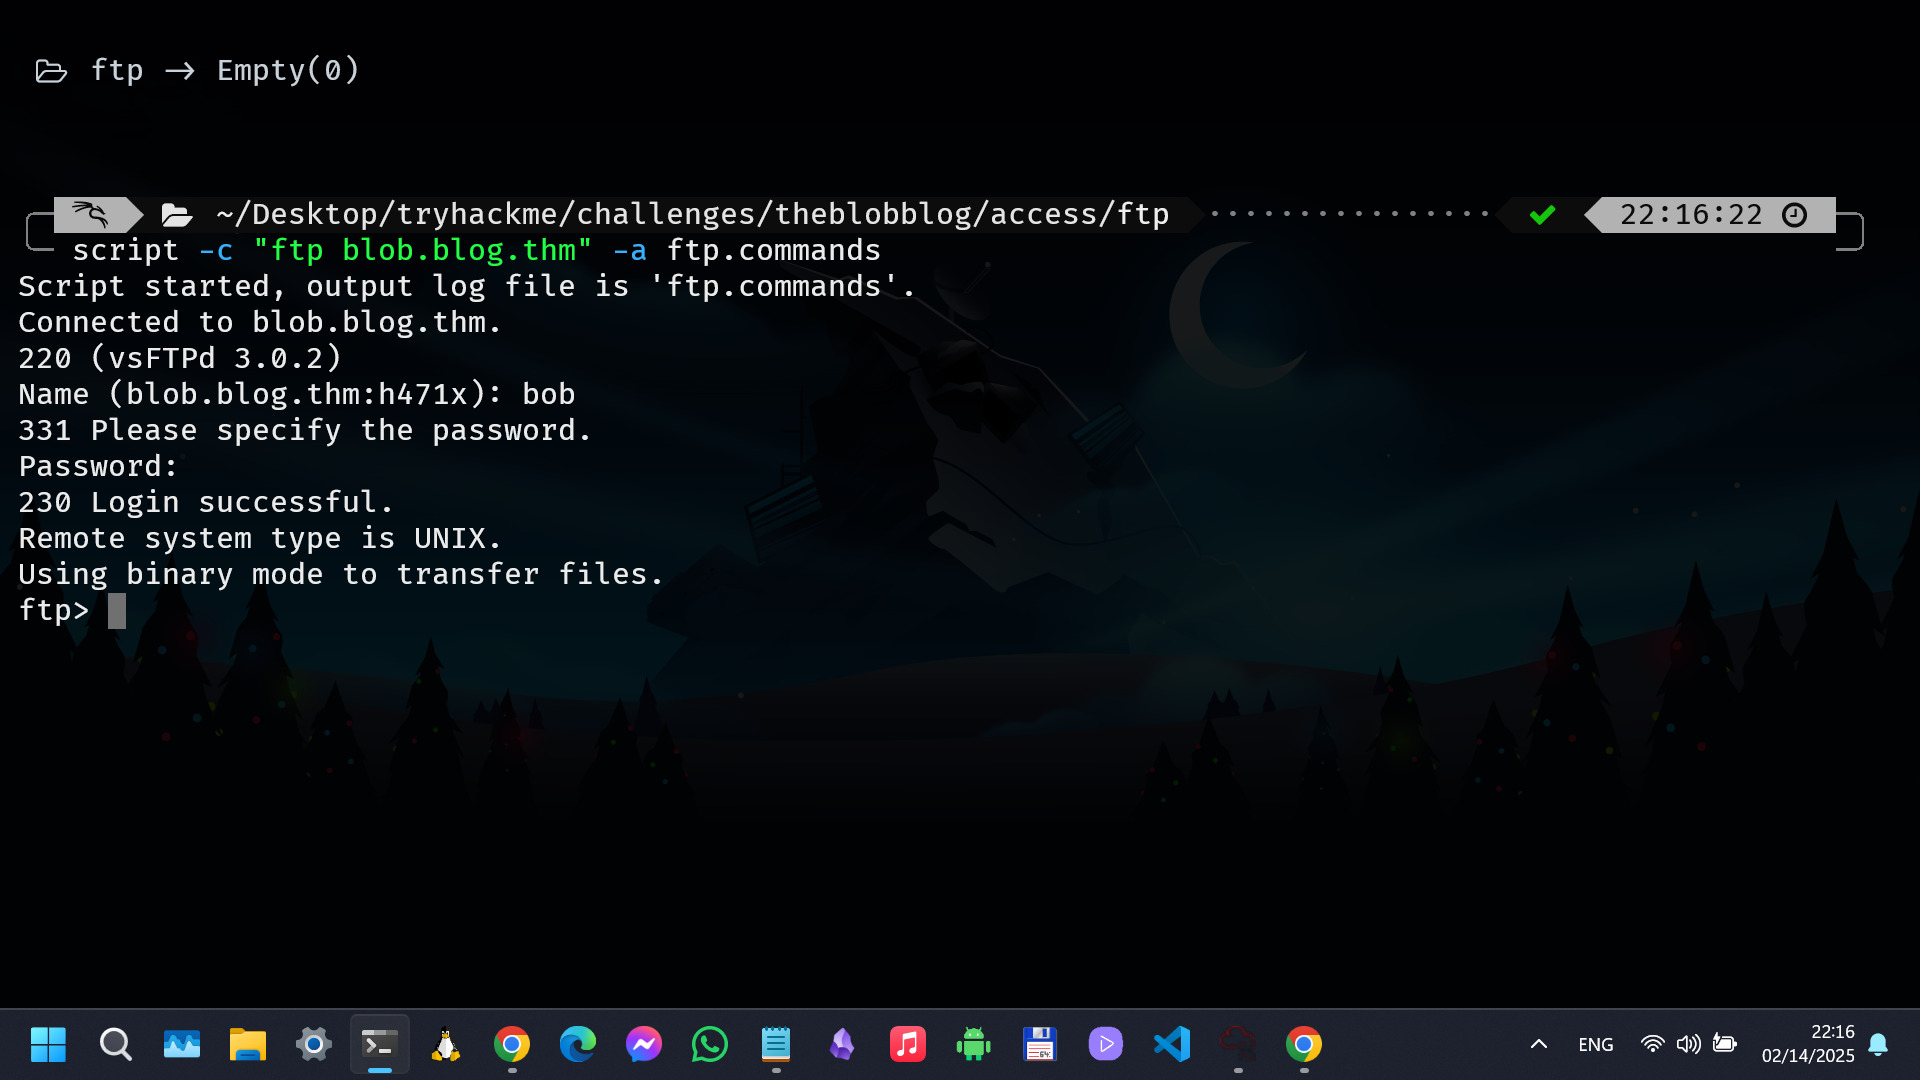 ftp → Empty(0)
~/Desktop/tryhackme/challenges/theblobblog/access/ftp 22:16:22
script -c "ftp blob.blog.thm" -a ftp.commands
Script started, output log file is 'ftp.commands'.
Connected to blob.blog.thm.
220 (vsFTPd 3.0.2)
Name (blob.blog.thm:h471x): bob
331 Please specify the password.
Password:
230 Login successful.
Remote system type is UNIX.
Using binary mode to transfer files.
ftp>
64
ENG
22:16
02/14/2025